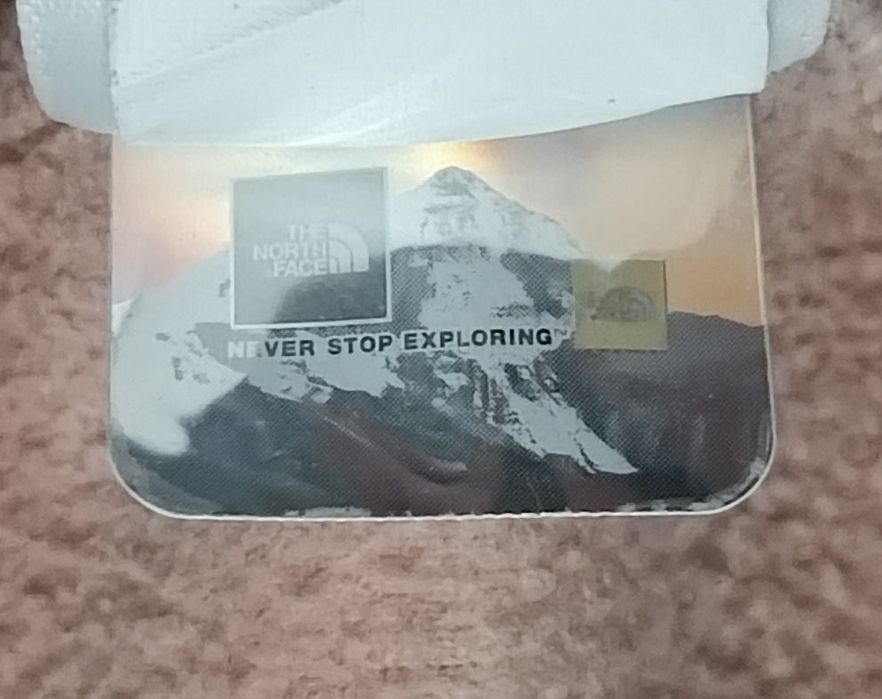 THE
NORTH
FACE
NEVER STOP EXPLORING™